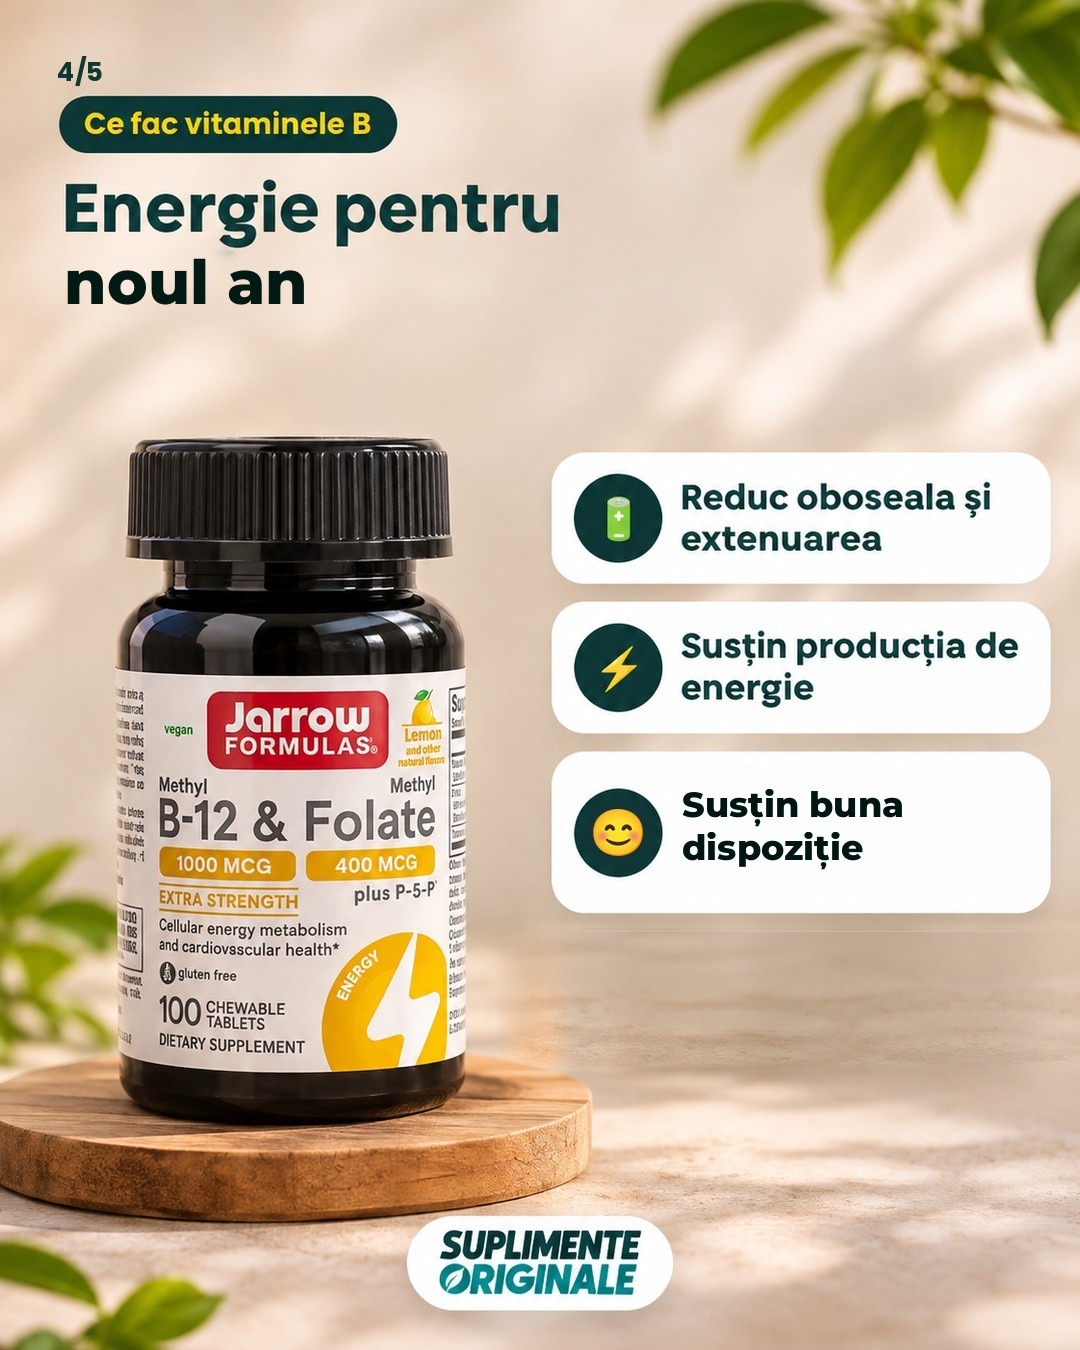 4/5
Ce fac vitaminele B
Energie pentru
noul an
Reduc oboseala și
extenuarea
Susțin producția de
energie
Susțin buna
dispoziție
vegan
Jarrow
FORMULAS®
Lemon
and other
natural flavors
Methyl Methyl
B-12 & Folate
1000 MCG 400 MCG
EXTRA STRENGTH
plus P-5-P
Cellular energy metabolism
and cardiovascular health*
gluten free
ENERGY
100 CHEWABLE
TABLETS
DIETARY SUPPLEMENT
SUPLIMENTE
ORIGINALE